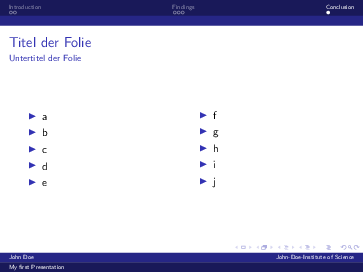 Introduction Findings Conclusion
Titel der Folie
Untertitel der Folie
a
b
c
d
e
f
g
h
i
j
John Doe John-Doe-Institute of Science
My first Presentation